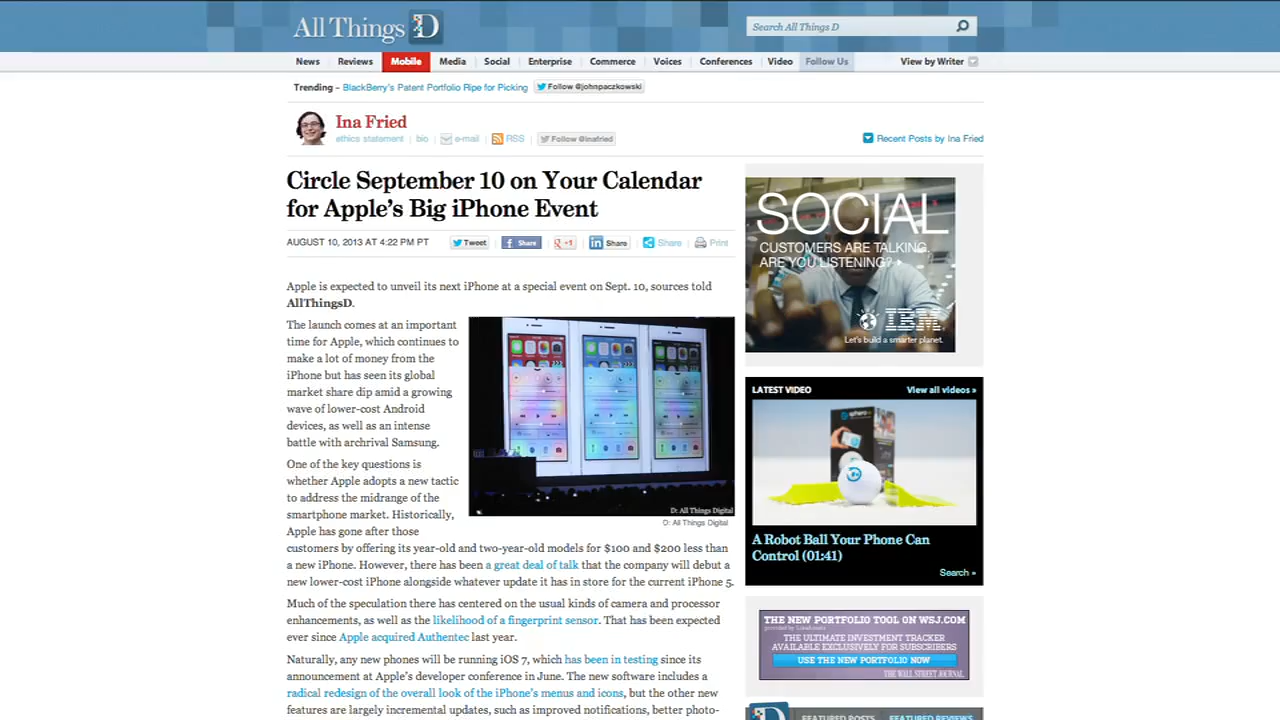 All Things D
Search All Things D
News Reviews Mobile Media Social Enterprise Commerce Voices Conferences Video Follow Us View by Writer
Trending – BlackBerry's Patent Portfolio Ripe for Picking Follow @johnpaczkowski
Ina Fried
ethics statement | bio | e-mail | RSS | Follow @inafried
Recent Posts by Ina Fried
Circle September 10 on Your Calendar
for Apple's Big iPhone Event
AUGUST 10, 2013 AT 4:22 PM PT Tweet Share +1 Share Share Print
Apple is expected to unveil its next iPhone at a special event on Sept. 10, sources told
AllThingsD.
The launch comes at an important
time for Apple, which continues to
make a lot of money from the
iPhone but has seen its global
market share dip amid a growing
wave of lower-cost Android
devices, as well as an intense
battle with archrival Samsung.
One of the key questions is
whether Apple adopts a new tactic
to address the midrange of the
smartphone market. Historically,
Apple has gone after those
customers by offering its year-old and two-year-old models for $100 and $200 less than
a new iPhone. However, there has been a great deal of talk that the company will debut a
new lower-cost iPhone alongside whatever update it has in store for the current iPhone 5.
D: All Things Digital
D: All Things Digital
Much of the speculation there has centered on the usual kinds of camera and processor
enhancements, as well as the likelihood of a fingerprint sensor. That has been expected
ever since Apple acquired Authentec last year.
Naturally, any new phones will be running iOS 7, which has been in testing since its
announcement at Apple's developer conference in June. The new software includes a
radical redesign of the overall look of the iPhone's menus and icons, but the other new
features are largely incremental updates, such as improved notifications, better photo-
SOCIAL
CUSTOMERS ARE TALKING.
ARE YOU LISTENING?
IBM.
Let's build a smarter planet.
LATEST VIDEO View all videos »
sphero
A Robot Ball Your Phone Can
Control (01:41)
Search »
THE NEW PORTFOLIO TOOL ON WSJ.COM
THE ULTIMATE INVESTMENT TRACKER
AVAILABLE EXCLUSIVELY FOR SUBSCRIBERS
USE THE NEW PORTFOLIO NOW
THE WALL STREET JOURNAL
D FEATURED POSTS FEATURED REVIEWS